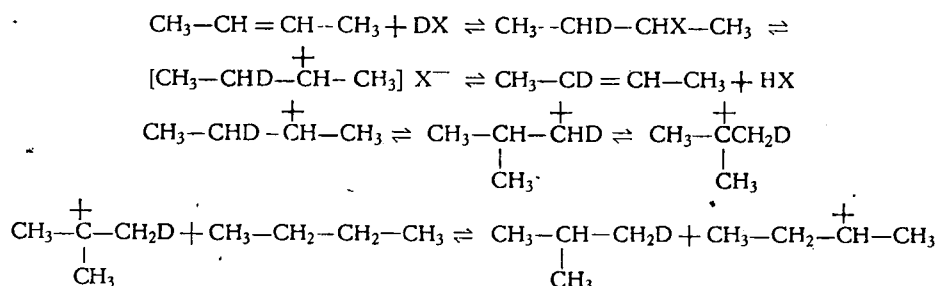 CH₃—CH=CH—CH₃+DX ⇌ CH₃--CHD—CHX—CH₃ ⇌
[CH₃—CHD—C⁺H—CH₃] X⁻ ⇌ CH₃—CD=CH—CH₃+HX
CH₃—CHD—C⁺H—CH₃ ⇌ CH₃—CH—C⁺HD ⇌ CH₃—C⁺CH₂D
CH₃ CH₃
CH₃—C⁺—CH₂D+CH₃—CH₂—CH₂—CH₃ ⇌ CH₃—CH—CH₂D+CH₃—CH₂—C⁺H—CH₃
CH₃ CH₃